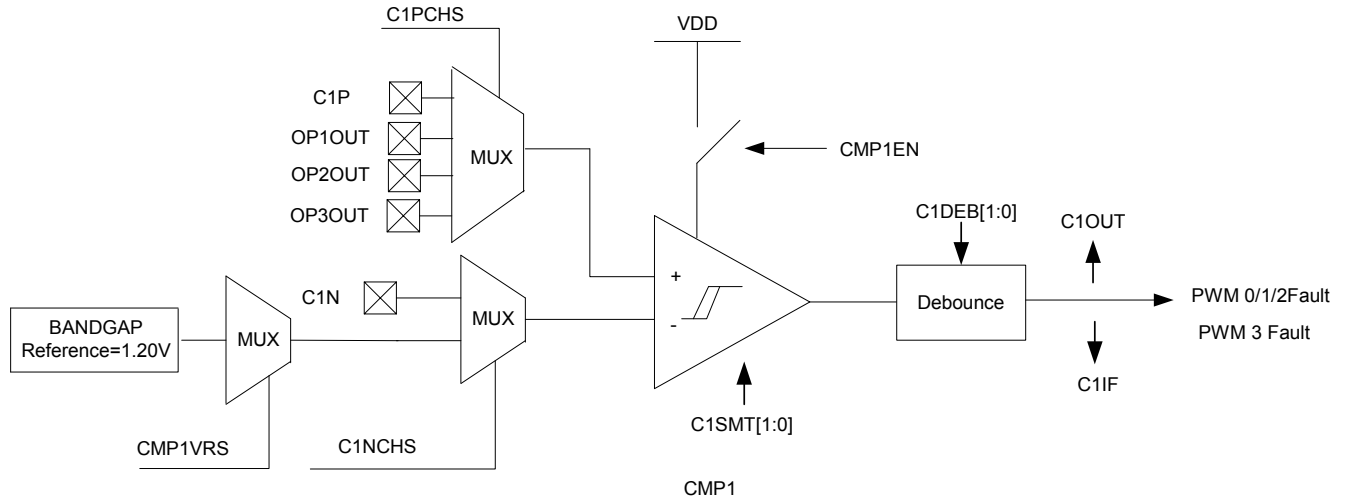 C1PCHS
VDD
C1P
OP1OUT
OP2OUT
OP3OUT
MUX
CMP1EN
C1DEB[1:0]
C1OUT
+
-
C1N
MUX
BANDGAP
Reference=1.20V
MUX
Debounce
PWM 0/1/2Fault
PWM 3 Fault
C1IF
C1SMT[1:0]
CMP1VRS
C1NCHS
CMP1